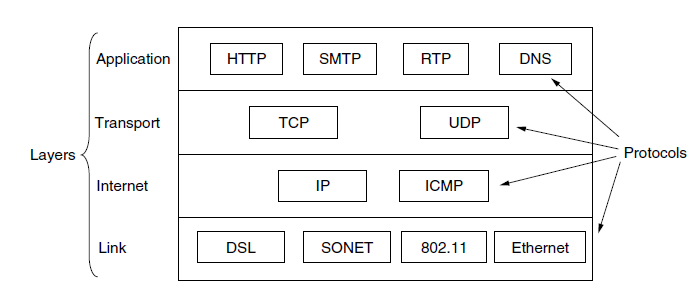 Application HTTP SMTP RTP DNS
Transport TCP UDP
Layers Protocols
Internet IP ICMP
Link DSL SONET 802.11 Ethernet